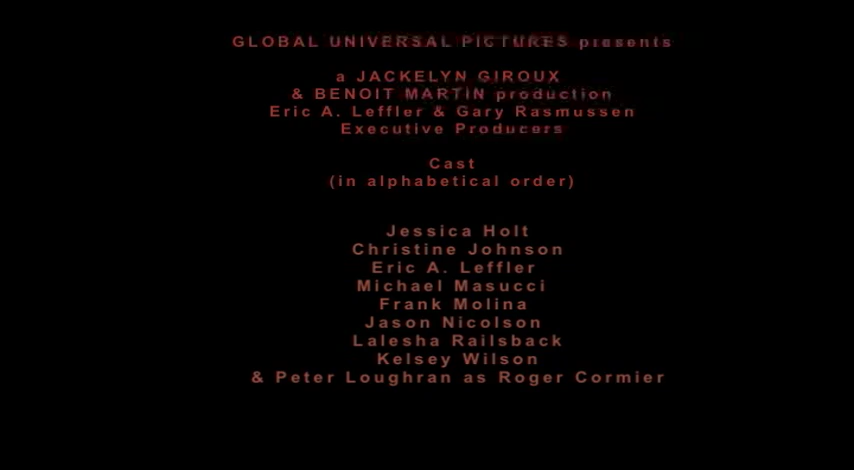 GLOBAL UNIVERSAL PICTURES presents
a JACKELYN GIROUX
& BENOIT MARTIN production
Eric A. Leffler & Gary Rasmussen
Executive Producers
Cast
(in alphabetical order)
Jessica Holt
Christine Johnson
Eric A. Leffler
Michael Masucci
Frank Molina
Jason Nicolson
Lalesha Railsback
Kelsey Wilson
& Peter Loughran as Roger Cormier